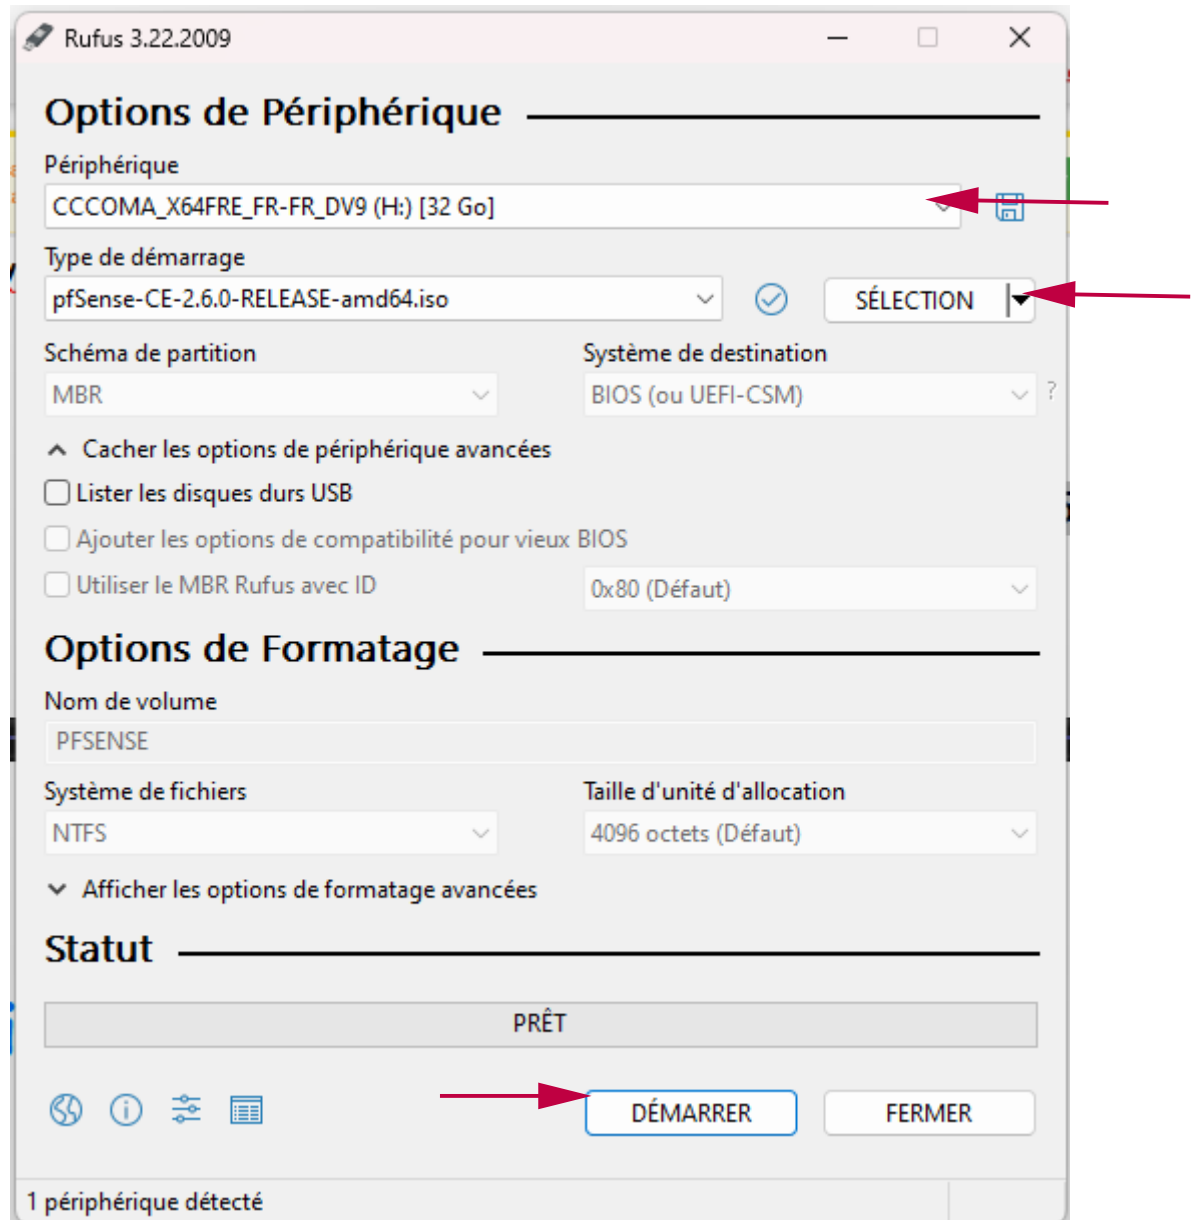 Rufus 3.22.2009
Options de Périphérique
Périphérique
CCCOMA_X64FRE_FR-FR_DV9 (H:) [32 Go]
Type de démarrage
pfSense-CE-2.6.0-RELEASE-amd64.iso
SÉLECTION
Schéma de partition
Système de destination
MBR
BIOS (ou UEFI-CSM)
?
Cacher les options de périphérique avancées
Lister les disques durs USB
Ajouter les options de compatibilité pour vieux BIOS
Utiliser le MBR Rufus avec ID
0x80 (Défaut)
Options de Formatage
Nom de volume
PFSENSE
Système de fichiers
Taille d'unité d'allocation
NTFS
4096 octets (Défaut)
Afficher les options de formatage avancées
Statut
PRÊT
DÉMARRER
FERMER
1 périphérique détecté